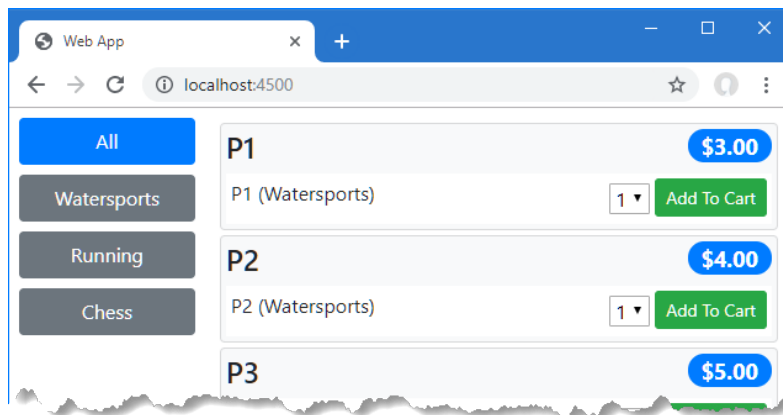 Web App
localhost:4500
All
Watersports
Running
Chess
P1
$3.00
P1 (Watersports)
1
Add To Cart
P2
$4.00
P2 (Watersports)
1
Add To Cart
P3
$5.00